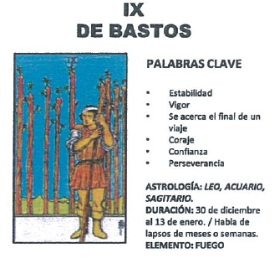 IX
DE BASTOS
PALABRAS CLAVE
• Estabilidad
• Vigor
• Se acerca el final de un
viaje
• Coraje
• Confianza
• Perseverancia
ASTROLOGÍA: LEO, ACUARIO,
SAGITARIO.
DURACIÓN: 30 de diciembre
al 13 de enero. / Habla de
lapsos de meses o semanas.
ELEMENTO: FUEGO